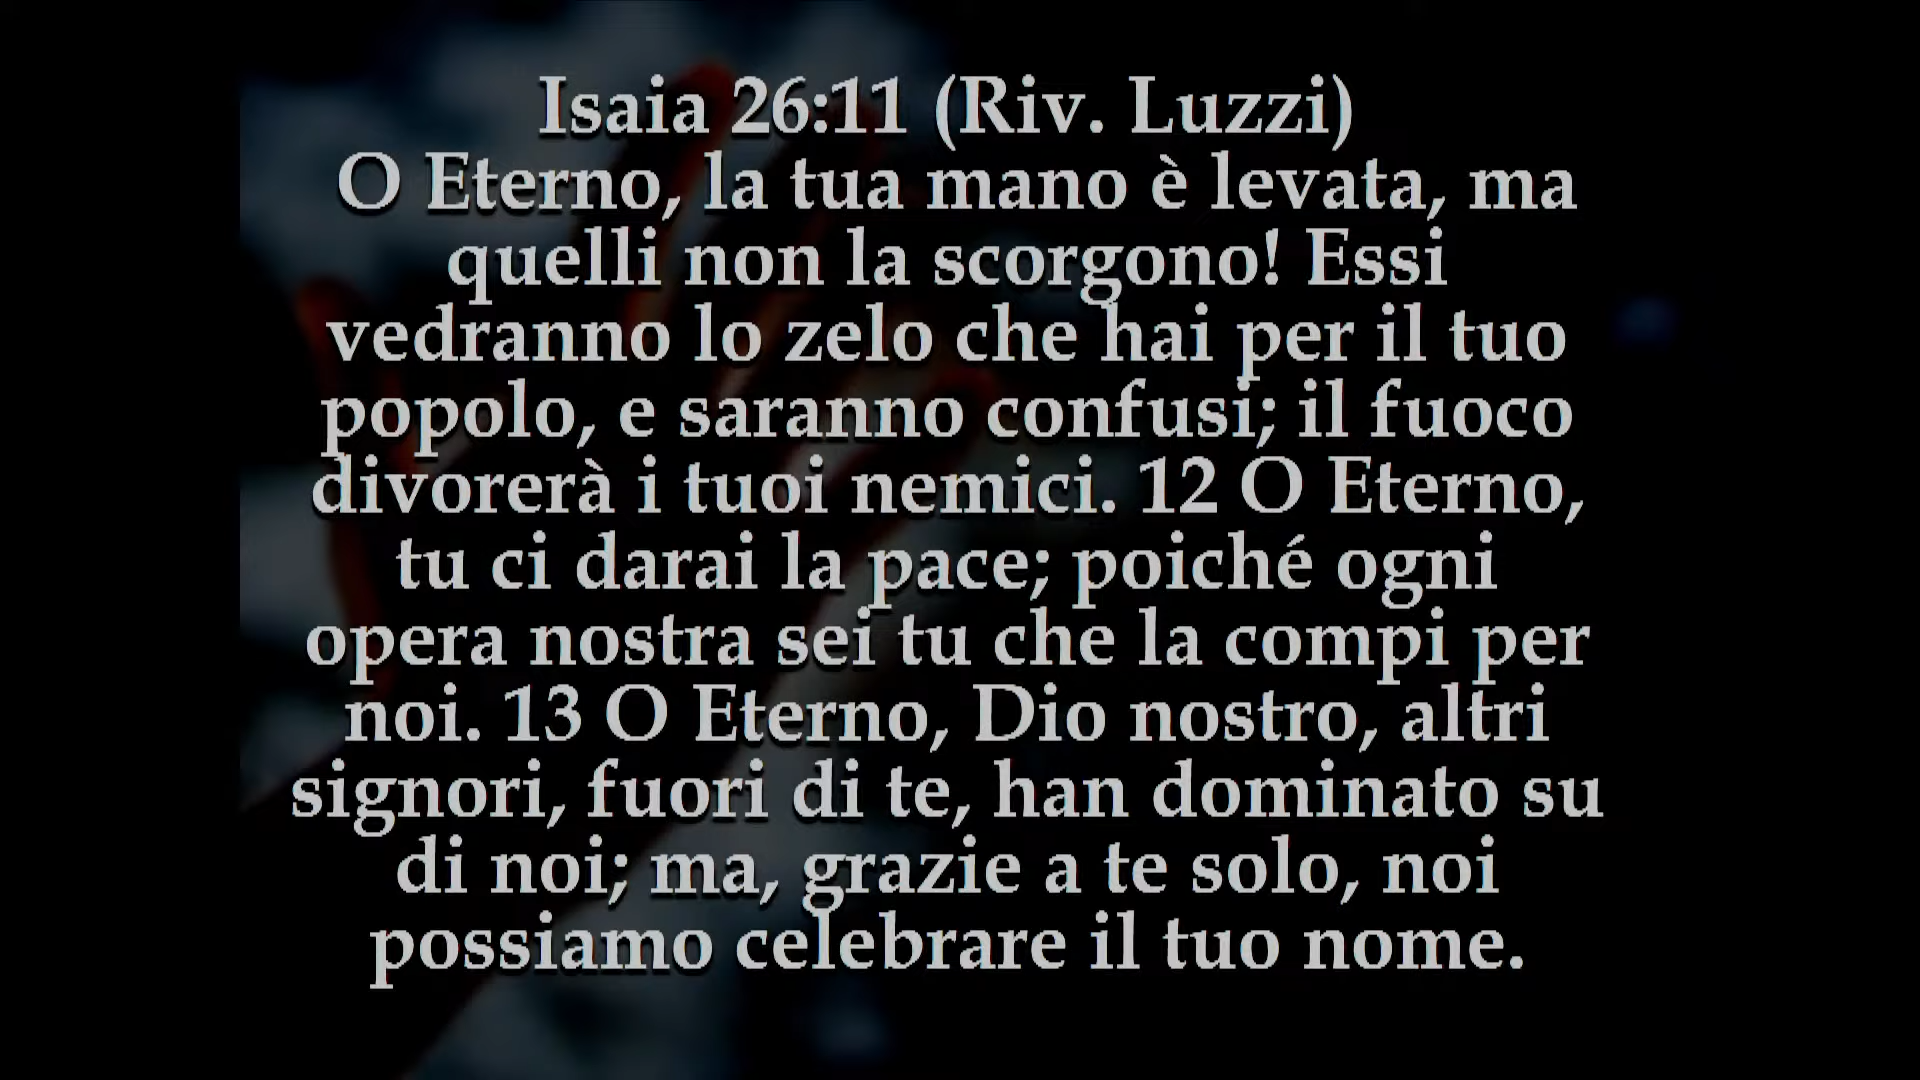 Isaia 26:11 (Riv. Luzzi)
O Eterno, la tua mano è levata, ma
quelli non la scorgono! Essi
vedranno lo zelo che hai per il tuo
popolo, e saranno confusi; il fuoco
divorerà i tuoi nemici. 12 O Eterno,
tu ci darai la pace; poiché ogni
opera nostra sei tu che la compi per
noi. 13 O Eterno, Dio nostro, altri
signori, fuori di te, han dominato su
di noi; ma, grazie a te solo, noi
possiamo celebrare il tuo nome.